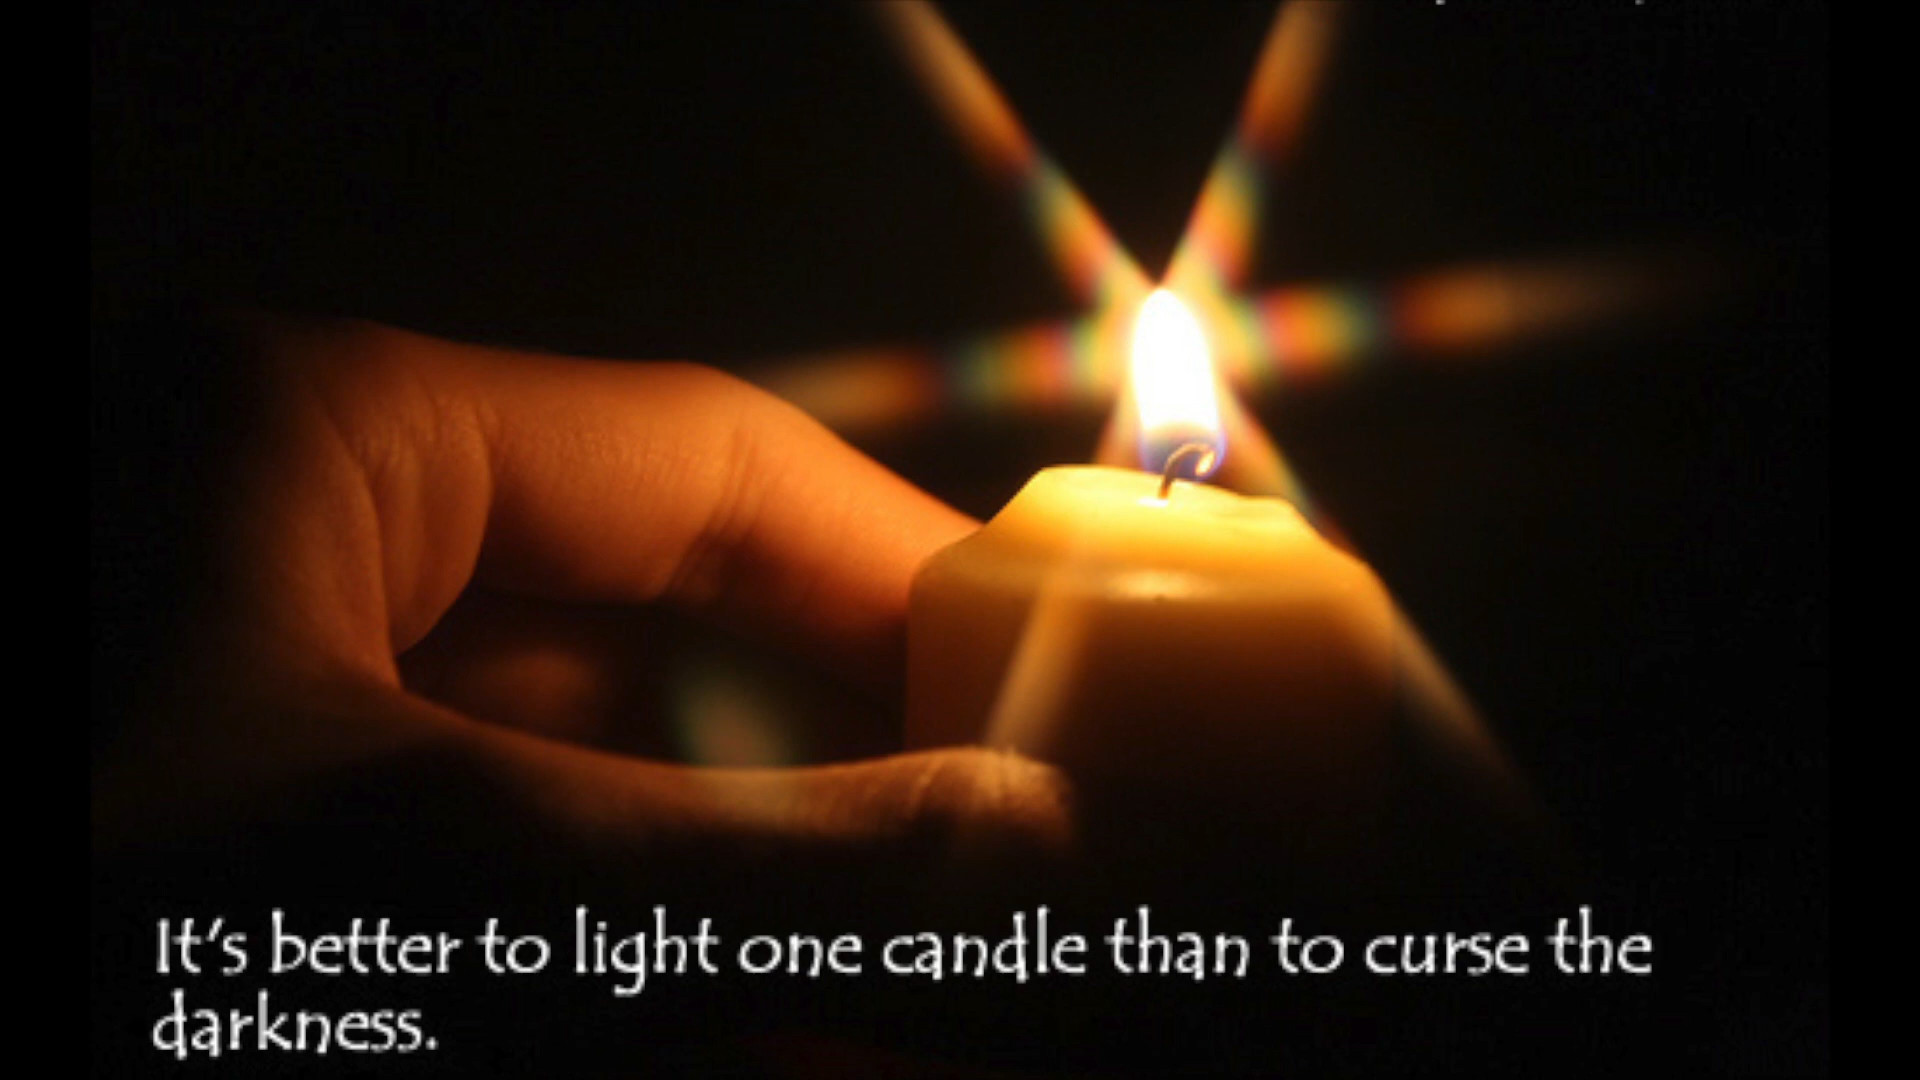 It's better to light one candle than to curse the
darkness.